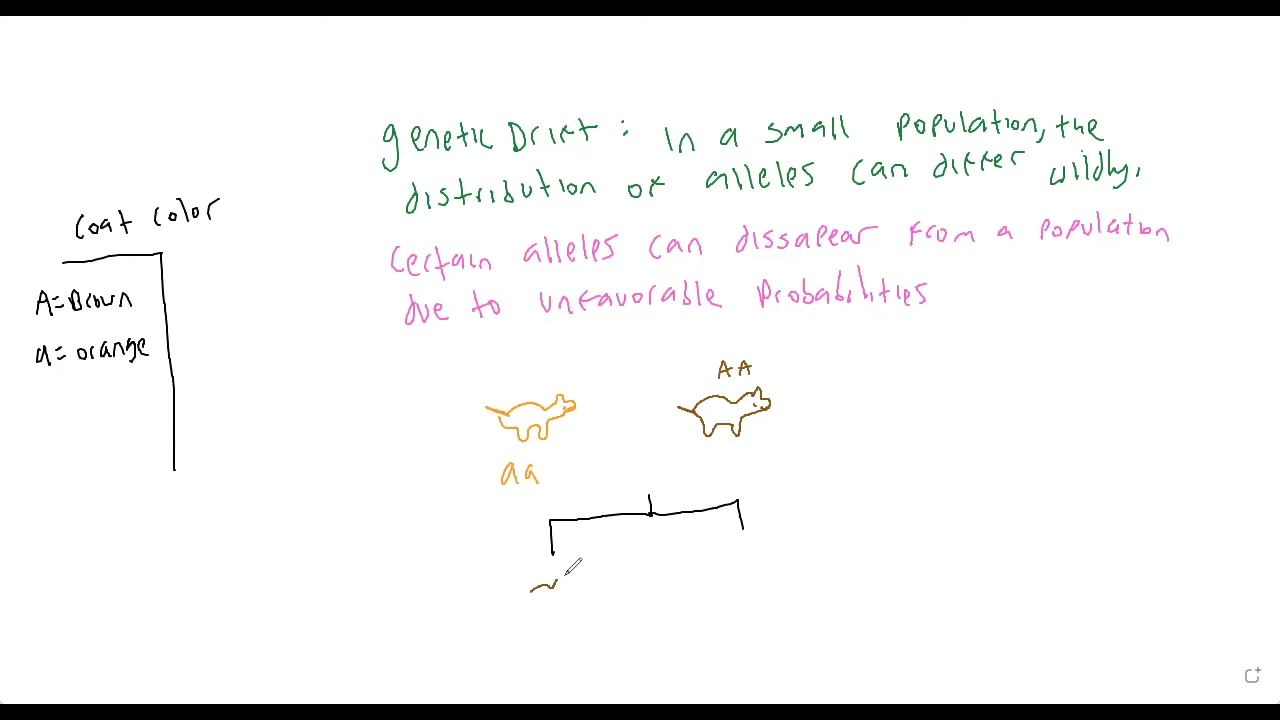 genetic Drift: In a small population, the
distribution of alleles can differ wildly.
Coat color
Certain alleles can dissapear from a population
due to unfavorable Probabilities
A=Brown
a=orange
AA
aa